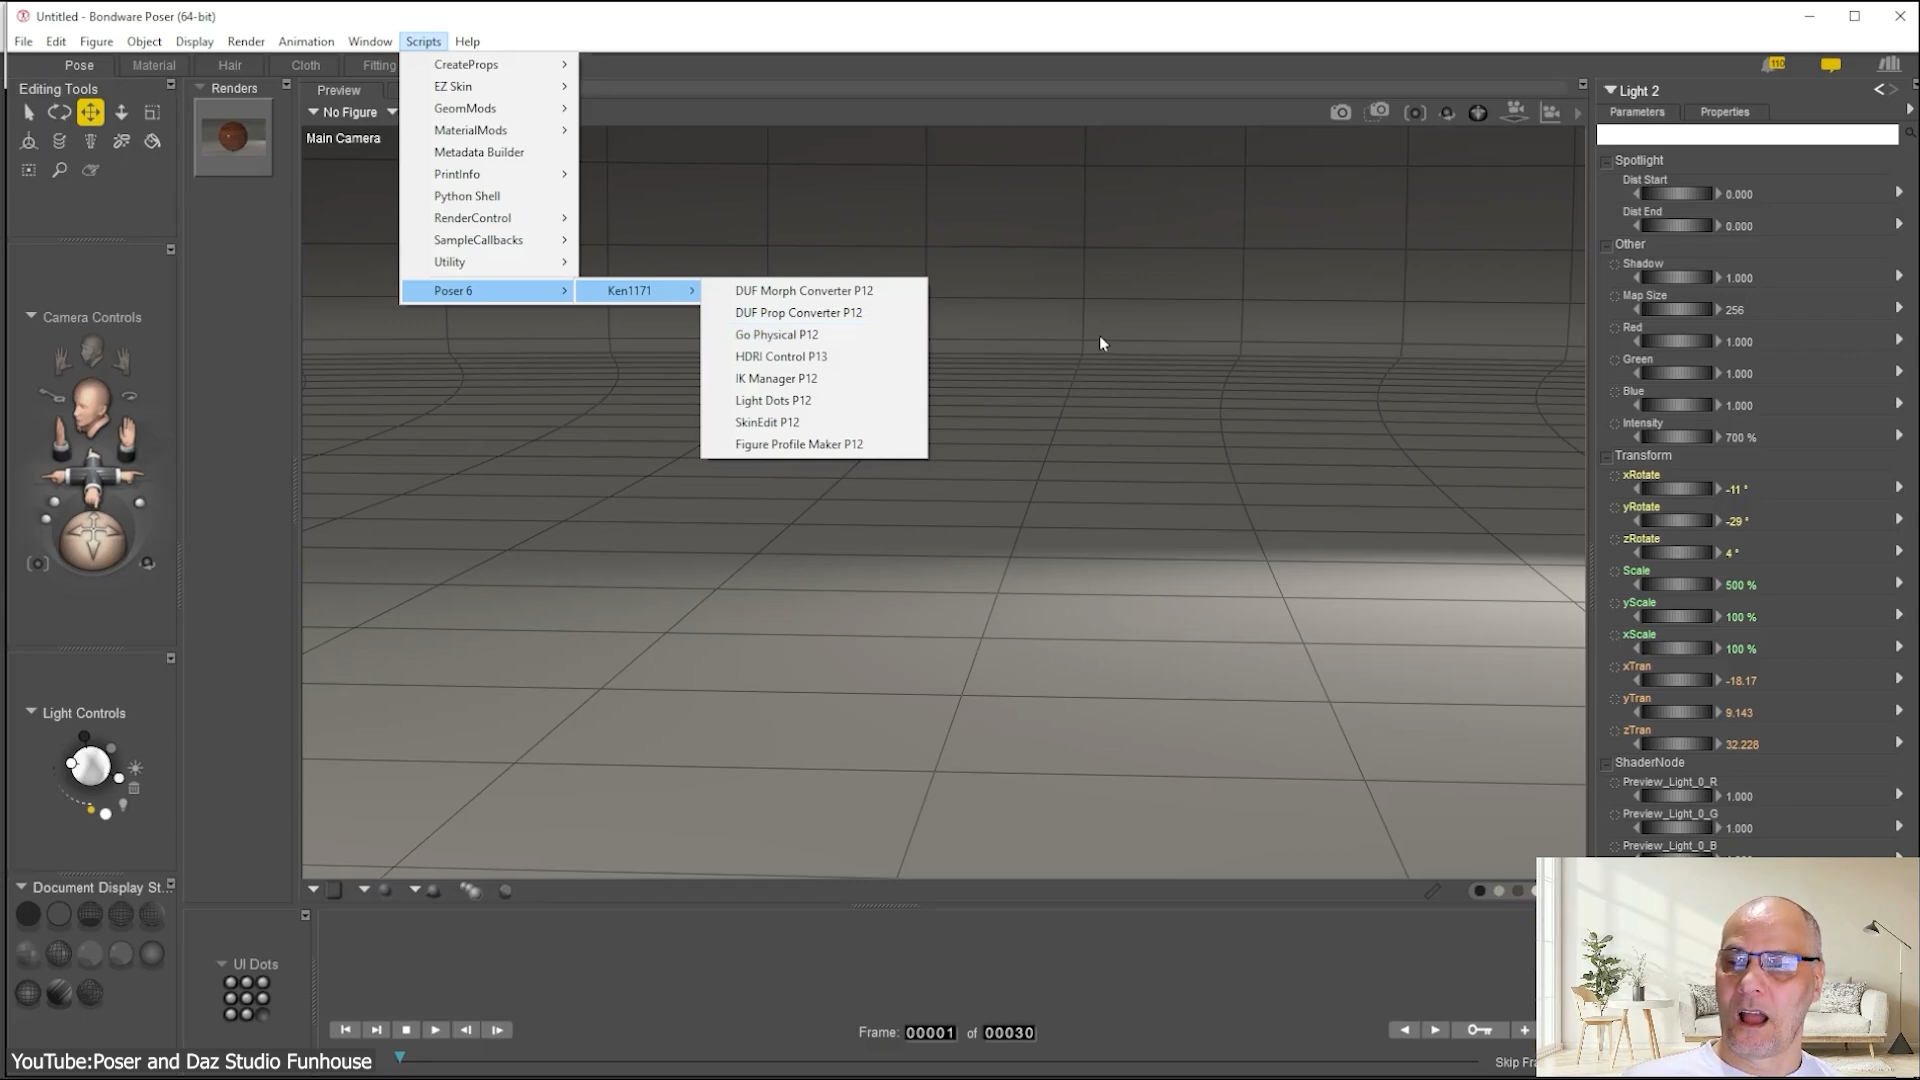 Untitled - Bondware Poser (64-bit)
File Edit Figure Object Display Render Animation Window Scripts Help
Pose Material Hair Cloth Fitting
110
Editing Tools
Renders
Preview
No Figure
Main Camera
CreateProps
EZ Skin
GeomMods
MaterialMods
Metadata Builder
PrintInfo
Python Shell
RenderControl
SampleCallbacks
Utility
Poser 6
Ken1171
DUF Morph Converter P12
DUF Prop Converter P12
Go Physical P12
HDRI Control P13
IK Manager P12
Light Dots P12
SkinEdit P12
Figure Profile Maker P12
Camera Controls
Light Controls
Document Display St...
UI Dots
Light 2
Parameters Properties
Spotlight
Dist Start
0.000
Dist End
0.000
Other
Shadow
1.000
Map Size
256
Red
1.000
Green
1.000
Blue
1.000
Intensity
700 %
Transform
xRotate
-11 °
yRotate
-29 °
zRotate
4 °
Scale
500 %
yScale
100 %
xScale
100 %
xTran
-18.17
yTran
9.143
zTran
32.228
ShaderNode
Preview_Light_0_R
1.000
Preview_Light_0_G
1.000
Preview_Light_0_B
Frame: 00001 of 00030
Skip Fr
YouTube:Poser and Daz Studio Funhouse